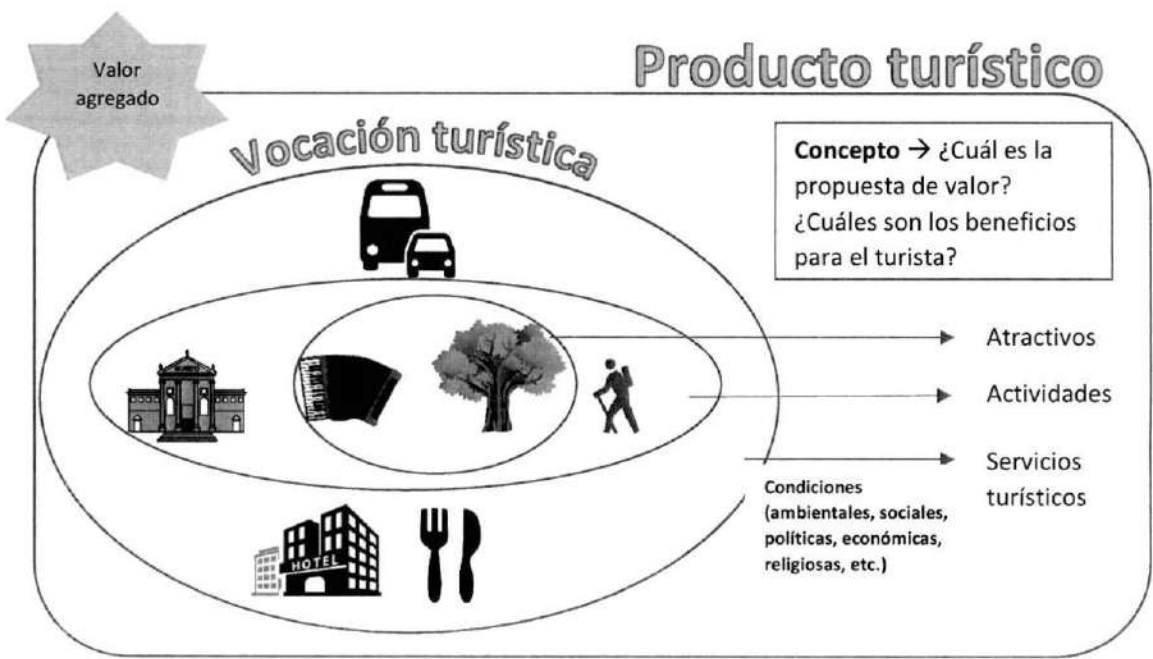 Valor
agregado
Producto turístico
Vocación turística
Concepto → ¿Cuál es la
propuesta de valor?
¿Cuáles son los beneficios
para el turista?
Atractivos
Actividades
Servicios
turísticos
Condiciones
(ambientales, sociales,
políticas, económicas,
religiosas, etc.)
HOTEL